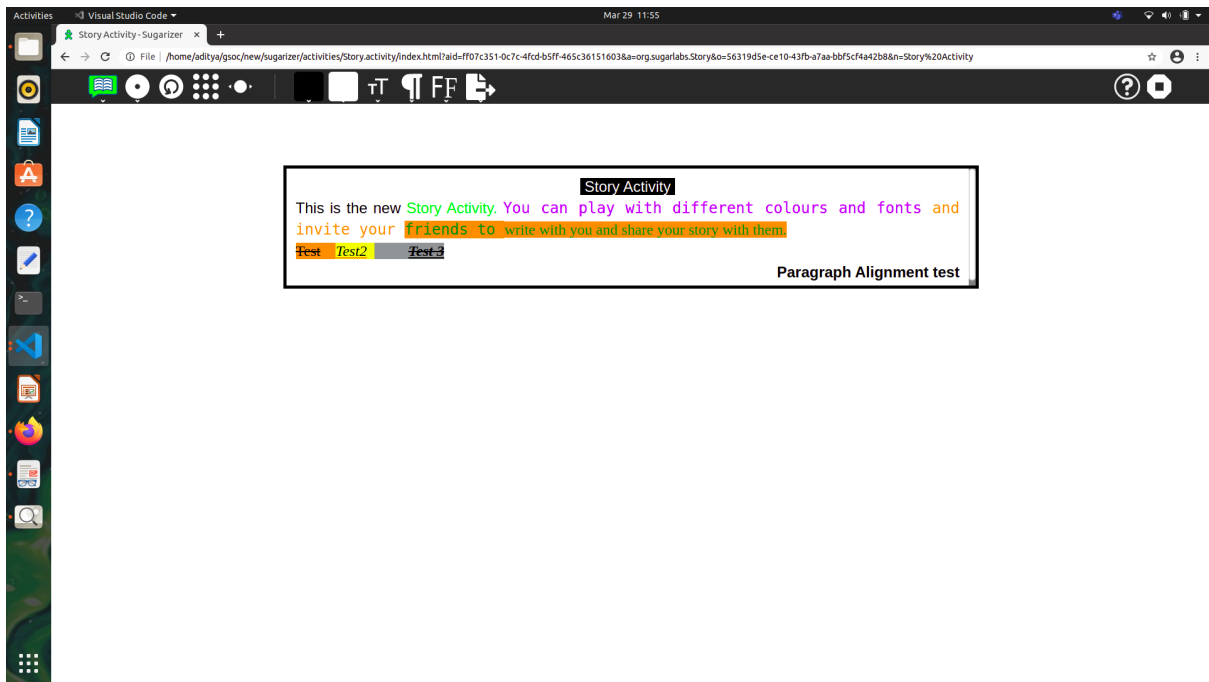 Activities
Visual Studio Code
Mar 29 11:55
Story Activity - Sugarizer
File | /home/aditya/gsoc/new/sugarizer/activities/Story.activity/index.html?aid=ff07c351-0c7c-4fcd-b5ff-465c36151603&a=org.sugarlabs.Story&o=56319d5e-ce10-43fb-a7aa-bbf5cf4a42b8&n=Story%20Activity
TT ¶ FF
Story Activity
This is the new Story Activity. You can play with different colours and fonts and
invite your friends to write with you and share your story with them.
Test Test2 Test 3
Paragraph Alignment test